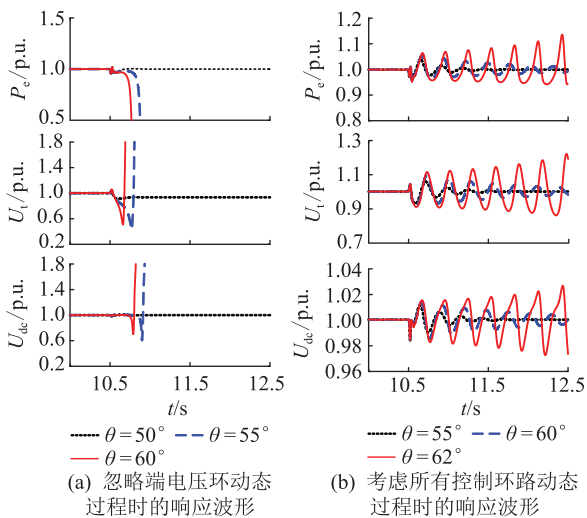 P_e/p.u.
1.5
1.0
0.5
U_t/p.u.
1.8
1.4
1.0
0.6
0.2
U_dc/p.u.
1.8
1.4
1.0
0.6
0.2
10.5
11.5
12.5
t/s
θ=50°
θ=55°
θ=60°
(a) 忽略端电压环动态
过程时的响应波形
P_e/p.u.
1.2
1.1
1.0
0.9
0.8
U_t/p.u.
1.3
1.1
0.9
0.7
U_dc/p.u.
1.04
1.02
1.00
0.98
0.96
10.5
11.5
12.5
t/s
θ=55°
θ=60°
θ=62°
(b) 考虑所有控制环路动态
过程时的响应波形